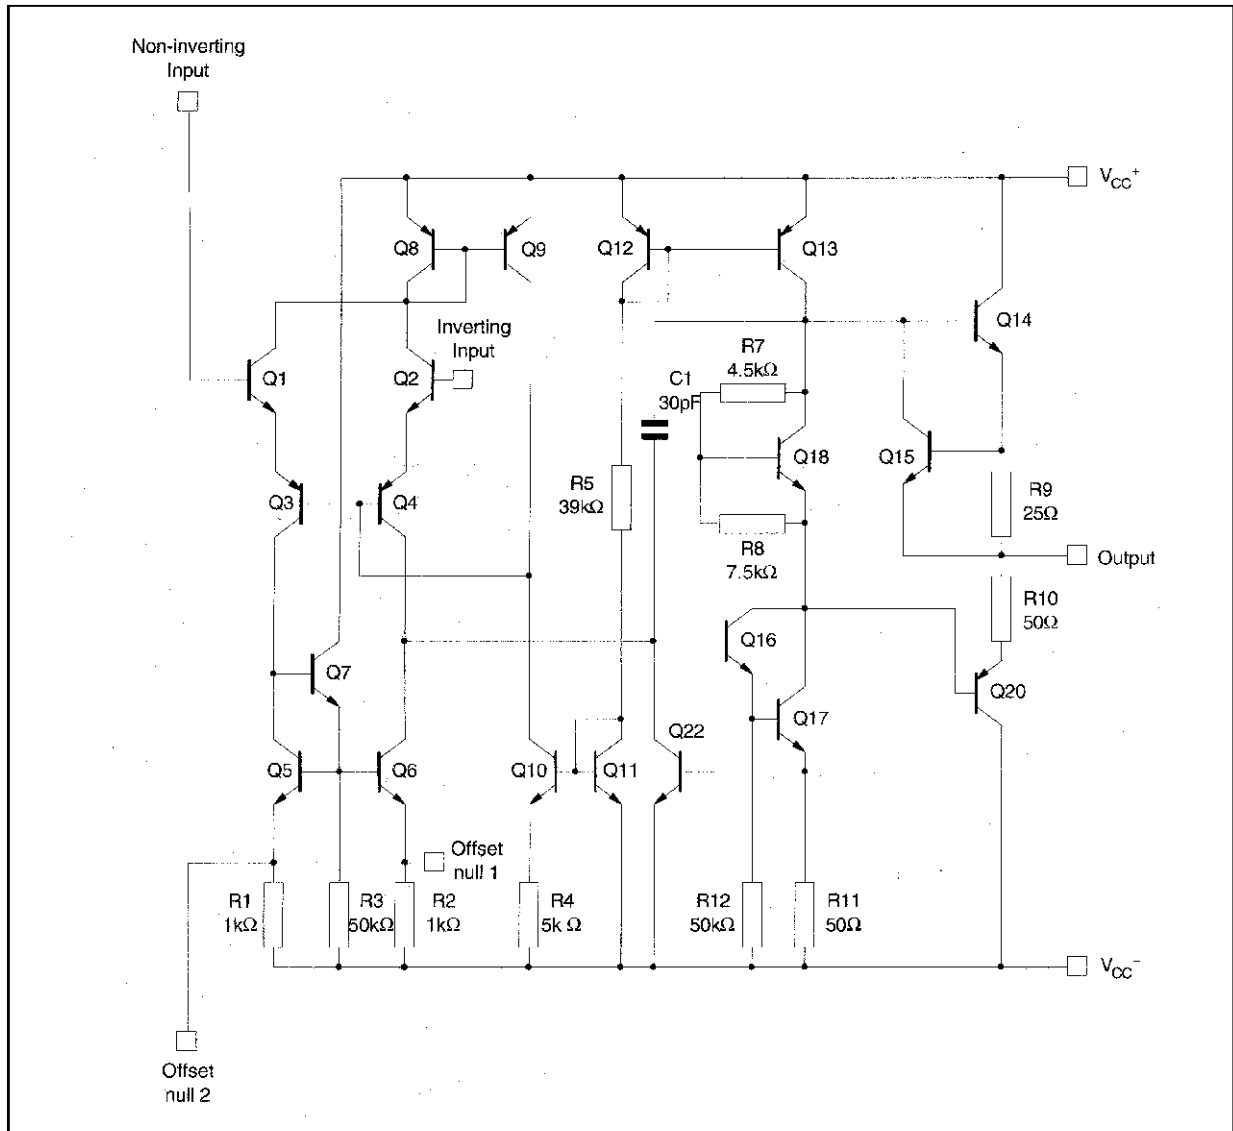 Non-inverting
Input
V_CC+
Q8
Q9
Q12
Q13
Inverting
Input
Q14
Q1
Q2
R7
4.5kΩ
C1
30pF
Q18
Q15
Q3
Q4
R5
39kΩ
R9
25Ω
R8
7.5kΩ
Output
R10
50Ω
Q16
Q7
Q20
Q17
Q22
Q5
Q6
Q10
Q11
Offset
null 1
R1
1kΩ
R3
50kΩ
R2
1kΩ
R4
5k Ω
R12
50kΩ
R11
50Ω
V_CC-
Offset
null 2